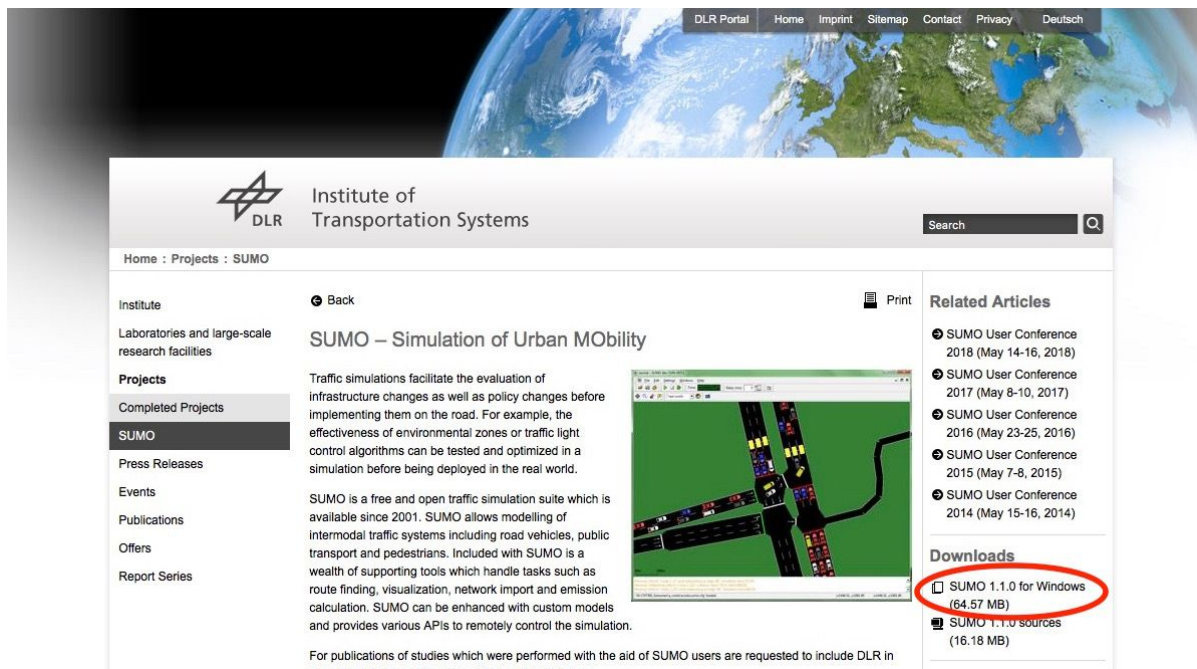 DLR Portal Home Imprint Sitemap Contact Privacy Deutsch
DLR
Institute of
Transportation Systems
Search
Home : Projects : SUMO
Institute
Laboratories and large-scale
research facilities
Projects
Completed Projects
SUMO
Press Releases
Events
Publications
Offers
Report Series
Back
Print
SUMO – Simulation of Urban MObility
Traffic simulations facilitate the evaluation of
infrastructure changes as well as policy changes before
implementing them on the road. For example, the
effectiveness of environmental zones or traffic light
control algorithms can be tested and optimized in a
simulation before being deployed in the real world.
SUMO is a free and open traffic simulation suite which is
available since 2001. SUMO allows modelling of
intermodal traffic systems including road vehicles, public
transport and pedestrians. Included with SUMO is a
wealth of supporting tools which handle tasks such as
route finding, visualization, network import and emission
calculation. SUMO can be enhanced with custom models
and provides various APIs to remotely control the simulation.
For publications of studies which were performed with the aid of SUMO users are requested to include DLR in
Related Articles
SUMO User Conference
2018 (May 14-16, 2018)
SUMO User Conference
2017 (May 8-10, 2017)
SUMO User Conference
2016 (May 23-25, 2016)
SUMO User Conference
2015 (May 7-8, 2015)
SUMO User Conference
2014 (May 15-16, 2014)
Downloads
SUMO 1.1.0 for Windows
(64.57 MB)
SUMO 1.1.0 sources
(16.18 MB)